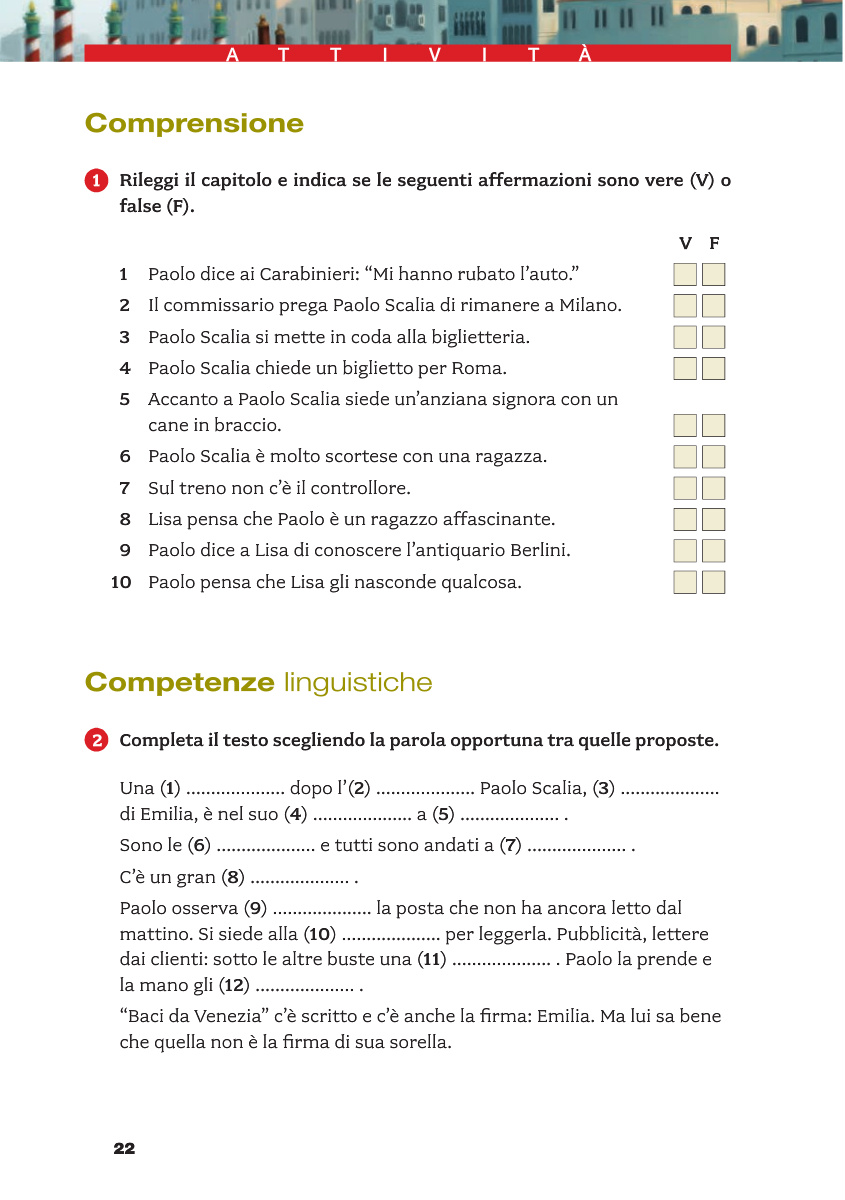 ATTIVITÀ
Comprensione
1 Rileggi il capitolo e indica se le seguenti affermazioni sono vere (V) o
false (F).
V F
1 Paolo dice ai Carabinieri: “Mi hanno rubato l’auto.”
2 Il commissario prega Paolo Scalia di rimanere a Milano.
3 Paolo Scalia si mette in coda alla biglietteria.
4 Paolo Scalia chiede un biglietto per Roma.
5 Accanto a Paolo Scalia siede un’anziana signora con un
cane in braccio.
6 Paolo Scalia è molto scortese con una ragazza.
7 Sul treno non c’è il controllore.
8 Lisa pensa che Paolo è un ragazzo affascinante.
9 Paolo dice a Lisa di conoscere l’antiquario Berlini.
10 Paolo pensa che Lisa gli nasconde qualcosa.
Competenze linguistiche
2 Completa il testo scegliendo la parola opportuna tra quelle proposte.
Una (1) .................... dopo l’(2) .................... Paolo Scalia, (3) ....................
di Emilia, è nel suo (4) .................... a (5) .................... .
Sono le (6) .................... e tutti sono andati a (7) .................... .
C’è un gran (8) .................... .
Paolo osserva (9) .................... la posta che non ha ancora letto dal
mattino. Si siede alla (10) .................... per leggerla. Pubblicità, lettere
dai clienti: sotto le altre buste una (11) .................... . Paolo la prende e
la mano gli (12) .................... .
“Baci da Venezia” c’è scritto e c’è anche la firma: Emilia. Ma lui sa bene
che quella non è la firma di sua sorella.
22